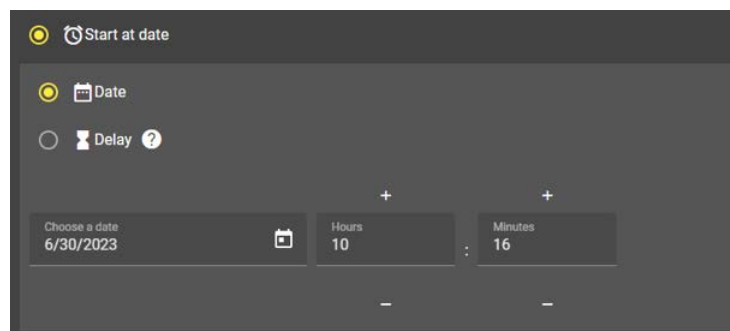 Start at date
Date
Delay ?
+ +
Choose a date Hours Minutes
6/30/2023 10 : 16
− −